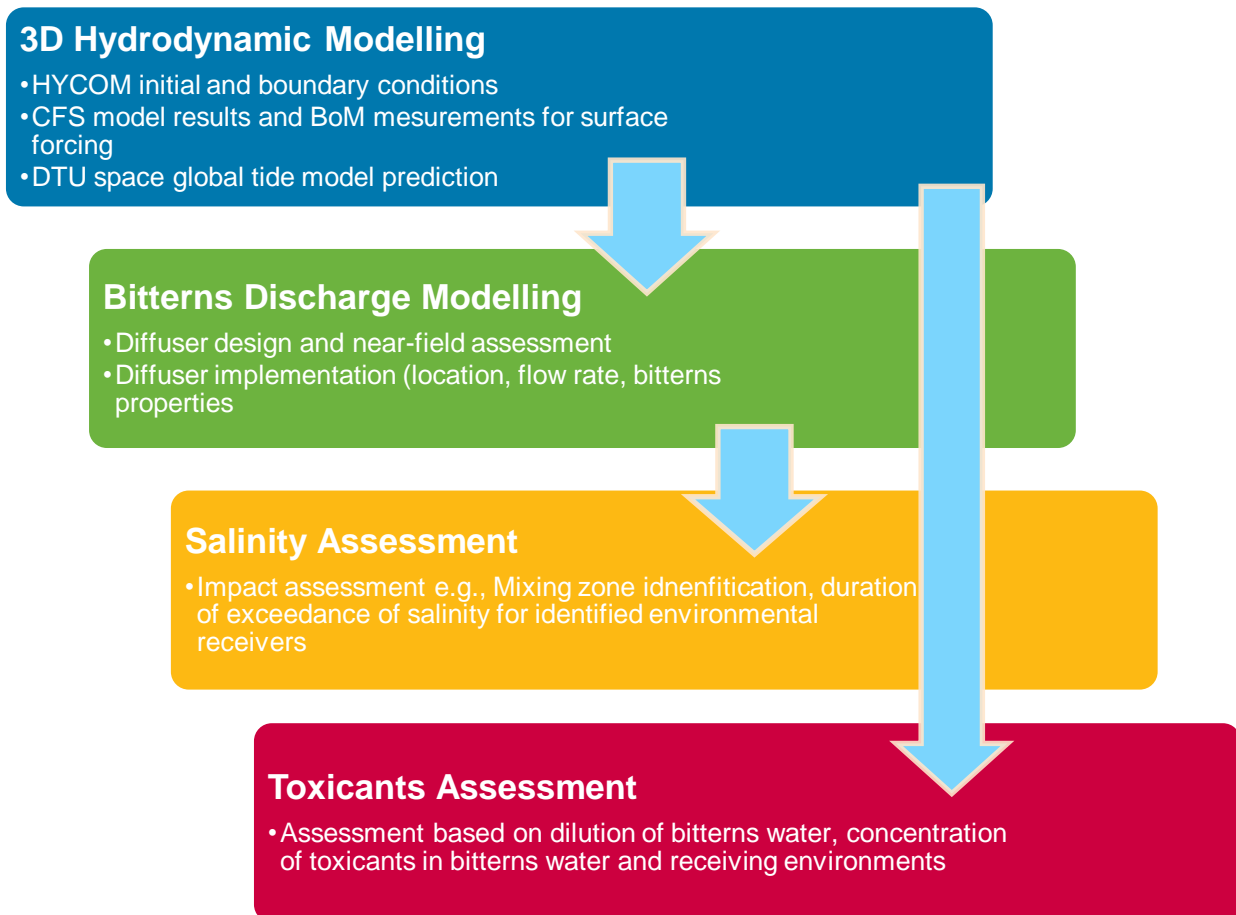 3D Hydrodynamic Modelling
•HYCOM initial and boundary conditions
•CFS model results and BoM mesurements for surface
forcing
•DTU space global tide model prediction
Bitterns Discharge Modelling
•Diffuser design and near-field assessment
•Diffuser implementation (location, flow rate, bitterns
properties
Salinity Assessment
•Impact assessment e.g., Mixing zone idnenfitication, duration
of exceedance of salinity for identified environmental
receivers
Toxicants Assessment
•Assessment based on dilution of bitterns water, concentration
of toxicants in bitterns water and receiving environments